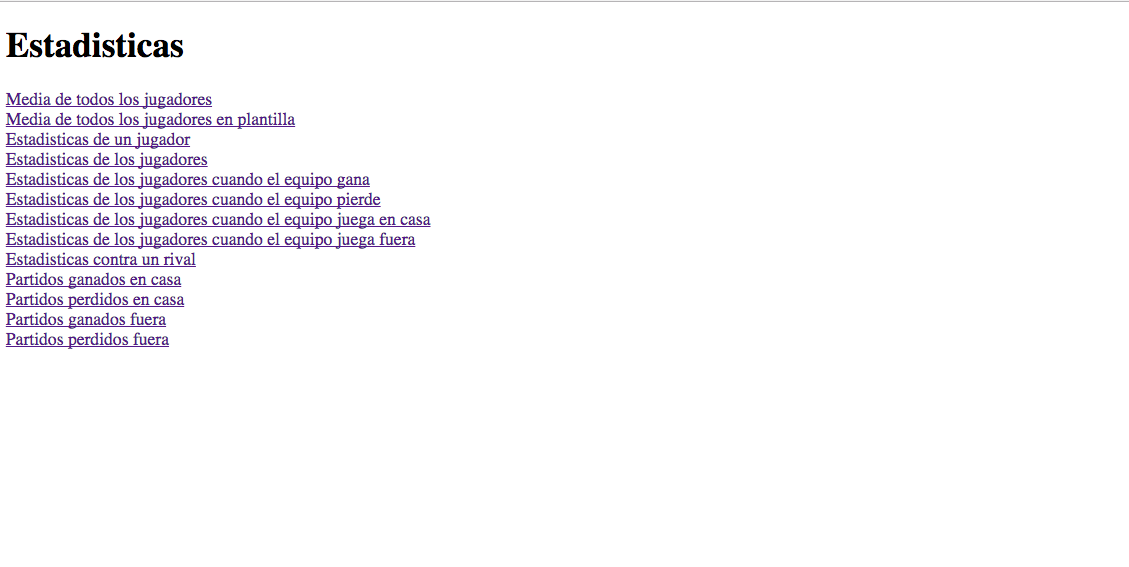 Estadisticas
Media de todos los jugadores
Media de todos los jugadores en plantilla
Estadisticas de un jugador
Estadisticas de los jugadores
Estadisticas de los jugadores cuando el equipo gana
Estadisticas de los jugadores cuando el equipo pierde
Estadisticas de los jugadores cuando el equipo juega en casa
Estadisticas de los jugadores cuando el equipo juega fuera
Estadisticas contra un rival
Partidos ganados en casa
Partidos perdidos en casa
Partidos ganados fuera
Partidos perdidos fuera